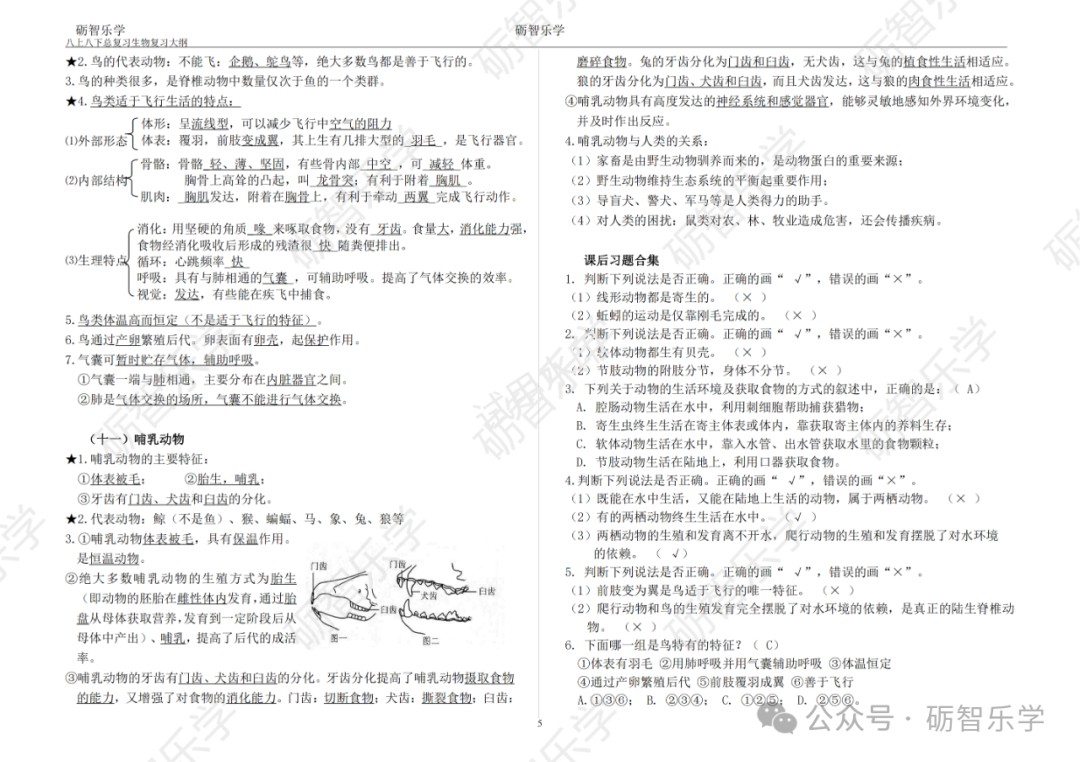 砺智乐学
砺智乐学
八上八下总复习生物复习大纲
★2.鸟的代表动物：不能飞：企鹅、鸵鸟等，绝大多数鸟都是善于飞行的。
3.鸟的种类很多，是脊椎动物中数量仅次于鱼的一个类群。
★4.鸟类适于飞行生活的特点：
体形：呈流线型，可以减少飞行中空气的阻力
⑴外部形态
体表：覆羽，前肢变成翼，其上生有几排大型的 羽毛 ，是飞行器官。
骨骼：骨骼 轻、薄、坚固，有些骨内部 中空 ，可 减轻 体重。
⑵内部结构
胸骨上高耸的凸起，叫 龙骨突；有利于附着 胸肌 。
肌肉： 胸肌发达，附着在胸骨上，有利于牵动 两翼 完成飞行动作。
消化：用坚硬的角质 喙 来啄取食物，没有 牙齿。食量大，消化能力强，
食物经消化吸收后形成的残渣很 快 随粪便排出。
⑶生理特点
循环：心跳频率 快
呼吸：具有与肺相通的气囊 ，可辅助呼吸。提高了气体交换的效率。
视觉：发达，有些能在疾飞中捕食。
5.鸟类体温高而恒定（不是适于飞行的特征）。
6.鸟通过产卵繁殖后代。卵表面有卵壳，起保护作用。
7.气囊可暂时贮存气体，辅助呼吸。
①气囊一端与肺相通，主要分布在内脏器官之间。
②肺是气体交换的场所，气囊不能进行气体交换。
（十一）哺乳动物
★1.哺乳动物的主要特征：
①体表被毛； ②胎生，哺乳；
③牙齿有门齿、犬齿和臼齿的分化。
★2.代表动物：鲸（不是鱼）、猴、蝙蝠、马、象、兔、狼等
3.①哺乳动物体表被毛，具有保温作用。
是恒温动物。
②绝大多数哺乳动物的生殖方式为胎生
（即动物的胚胎在雌性体内发育，通过胎
盘从母体获取营养，发育到一定阶段后从
母体中产出）、哺乳，提高了后代的成活
率。
门齿
臼齿
图一
门齿
犬齿
臼齿
图二
③哺乳动物的牙齿有门齿、犬齿和臼齿的分化。牙齿分化提高了哺乳动物摄取食物
的能力，又增强了对食物的消化能力。门齿：切断食物；犬齿：撕裂食物；臼齿：
磨碎食物。兔的牙齿分化为门齿和臼齿，无犬齿，这与兔的植食性生活相适应。
狼的牙齿分化为门齿、犬齿和臼齿，而且犬齿发达，这与狼的肉食性生活相适应。
④哺乳动物具有高度发达的神经系统和感觉器官，能够灵敏地感知外界环境变化，
并及时作出反应。
4.哺乳动物与人类的关系：
（1）家畜是由野生动物驯养而来的，是动物蛋白的重要来源；
（2）野生动物维持生态系统的平衡起重要作用；
（3）导盲犬、警犬、军马等是人类得力的助手。
（4）对人类的困扰：鼠类对农、林、牧业造成危害，还会传播疾病。
课后习题合集
1. 判断下列说法是否正确。正确的画“ √”，错误的画“×”。
（1）线形动物都是寄生的。 （× ）
（2）蚯蚓的运动是仅靠刚毛完成的。 （× ）
2. 判断下列说法是否正确。正确的画“ √”，错误的画“×”。
（1）软体动物都生有贝壳。 （× ）
（2）节肢动物的附肢分节，身体不分节。 （× ）
3. 下列关于动物的生活环境及获取食物的方式的叙述中，正确的是：（ A）
A. 腔肠动物生活在水中，利用刺细胞帮助捕获猎物；
B. 寄生虫终生生活在寄主体表或体内，靠获取寄主体内的养料生存；
C. 软体动物生活在水中，靠入水管、出水管获取水里的食物颗粒；
D. 节肢动物生活在陆地上，利用口器获取食物。
4.判断下列说法是否正确。正确的画“ √”，错误的画“×”。
（1）既能在水中生活，又能在陆地上生活的动物，属于两栖动物。 （× ）
（2）有的两栖动物终生生活在水中。 （√ ）
（3）两栖动物的生殖和发育离不开水，爬行动物的生殖和发育摆脱了对水环境
的依赖。 （ √）
5. 判断下列说法是否正确。正确的画“ √”，错误的画“×”。
（1）前肢变为翼是鸟适于飞行的唯一特征。 （× ）
（2）爬行动物和鸟的生殖发育完全摆脱了对水环境的依赖，是真正的陆生脊椎动
物。 （× ）
6. 下面哪一组是鸟特有的特征？（ C）
①体表有羽毛 ②用肺呼吸并用气囊辅助呼吸 ③体温恒定
④通过产卵繁殖后代 ⑤前肢覆羽成翼 ⑥善于飞行
A.①③⑥； B. ②③④； C. ①②⑤； D. ②⑤⑥。
5
公众号·砺智乐学